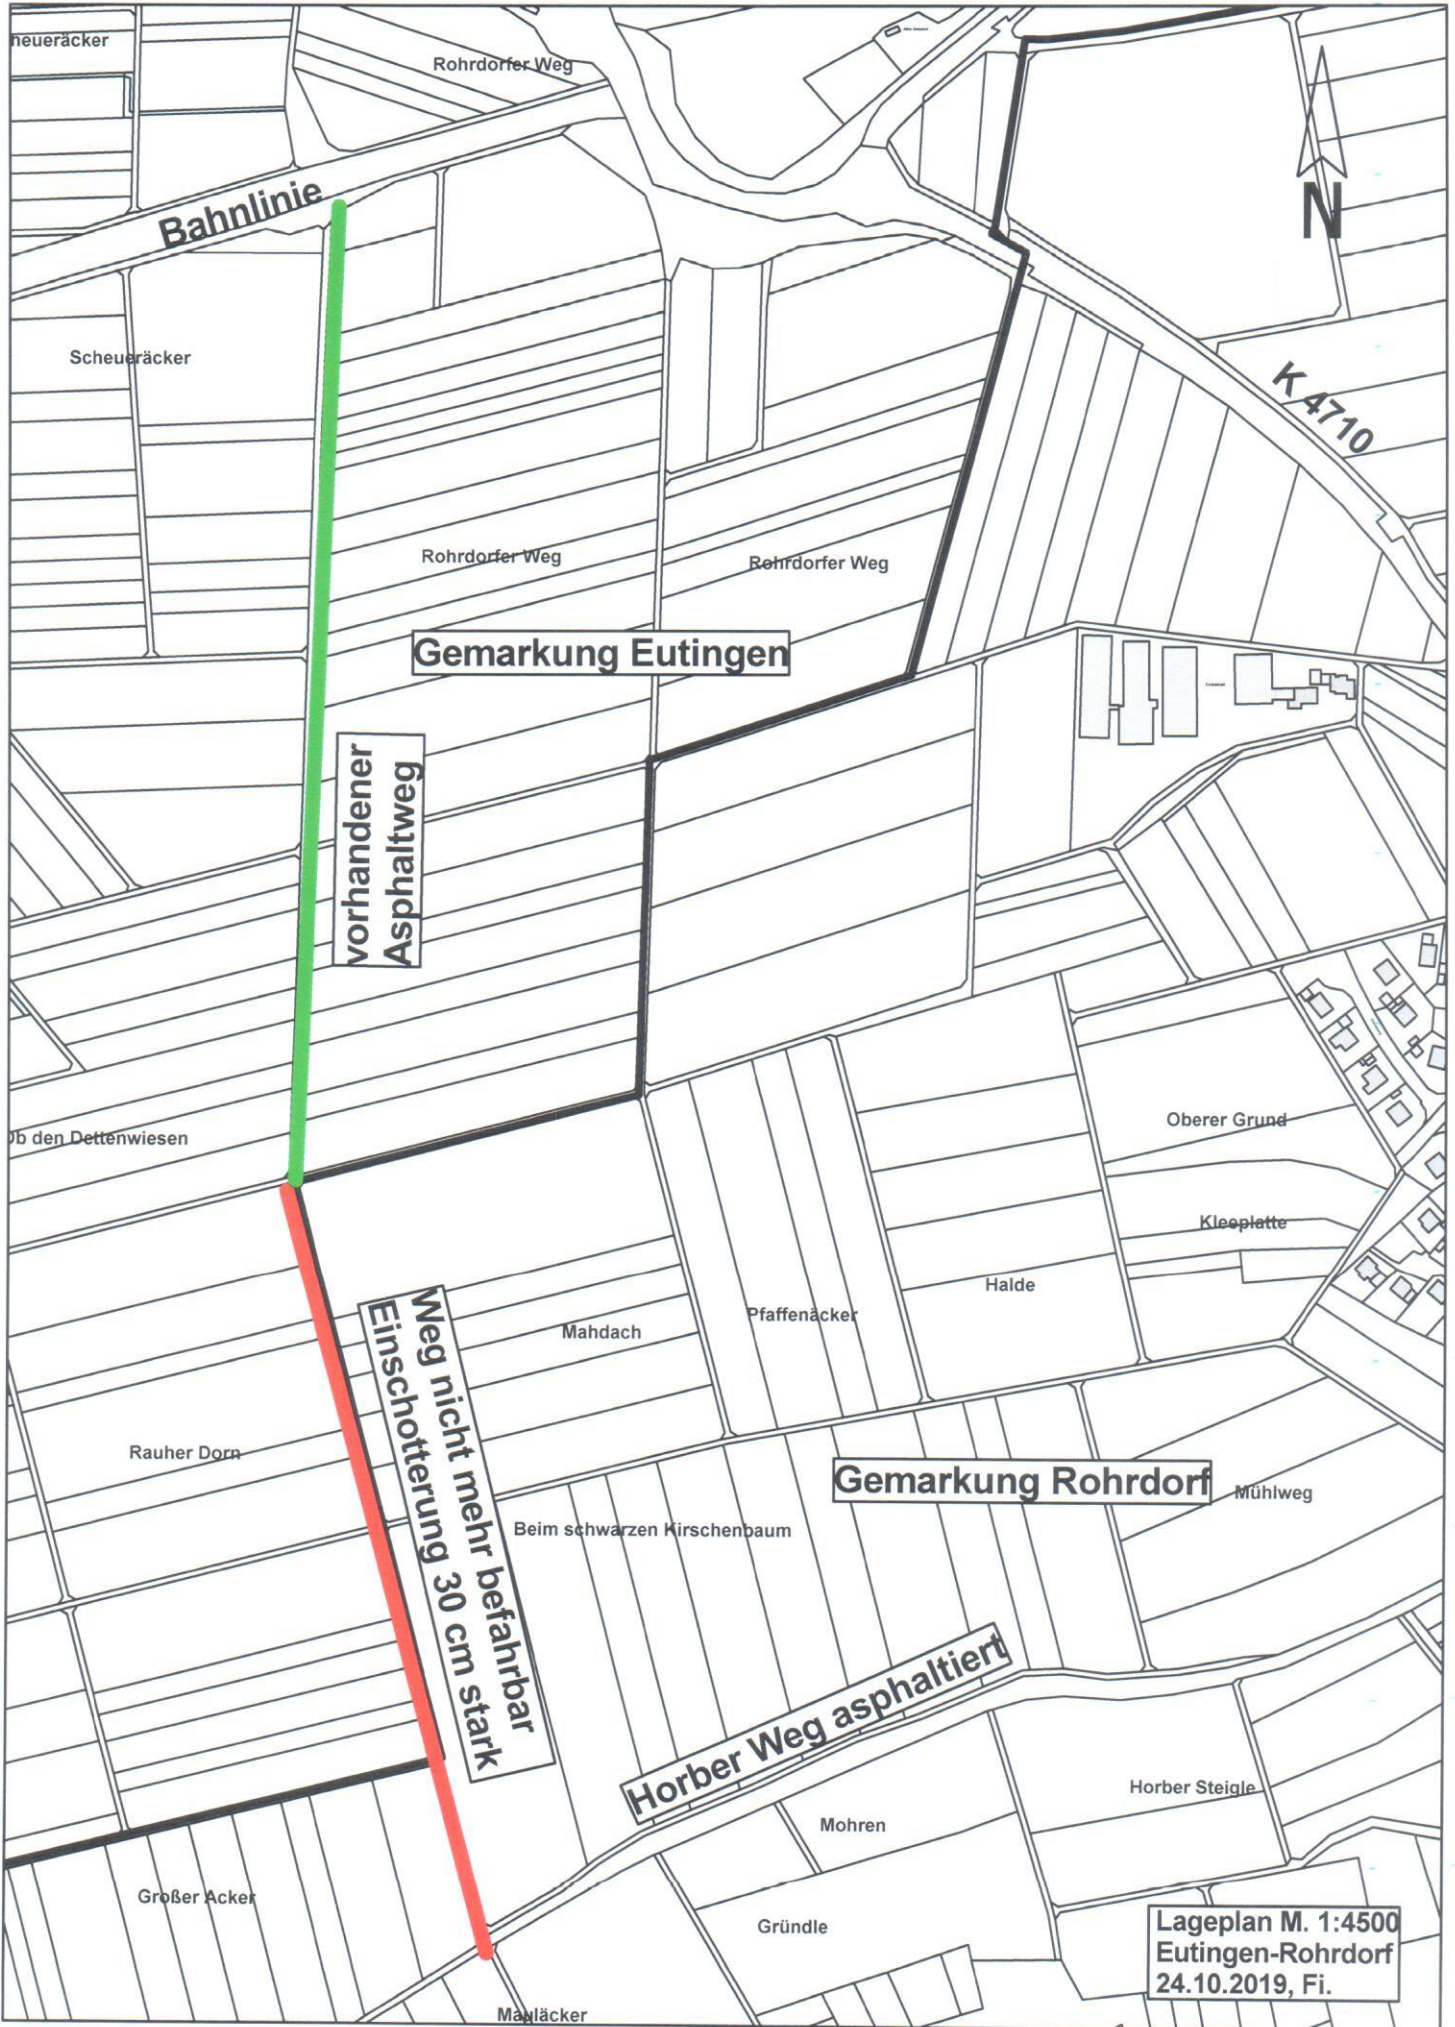 heueräcker
Rohrdorfer Weg
Bahnlinie
N
Scheueräcker
K 4710
Rohrdorfer Weg
Rohrdorfer Weg
Gemarkung Eutingen
vorhandener
Asphaltweg
Ob den Dettenwiesen
Oberer Grund
Kleeplatte
Halde
Pfaffenäcker
Mahdach
Weg nicht mehr befahrbar
Einschotterung 30 cm stark
Rauher Dorn
Gemarkung Rohrdorf
Mühlweg
Beim schwarzen Kirschenbaum
Horber Weg asphaltiert
Horber Steigle
Mohren
Großer Acker
Gründle
Lageplan M. 1:4500
Eutingen-Rohrdorf
24.10.2019, Fi.
Mauläcker